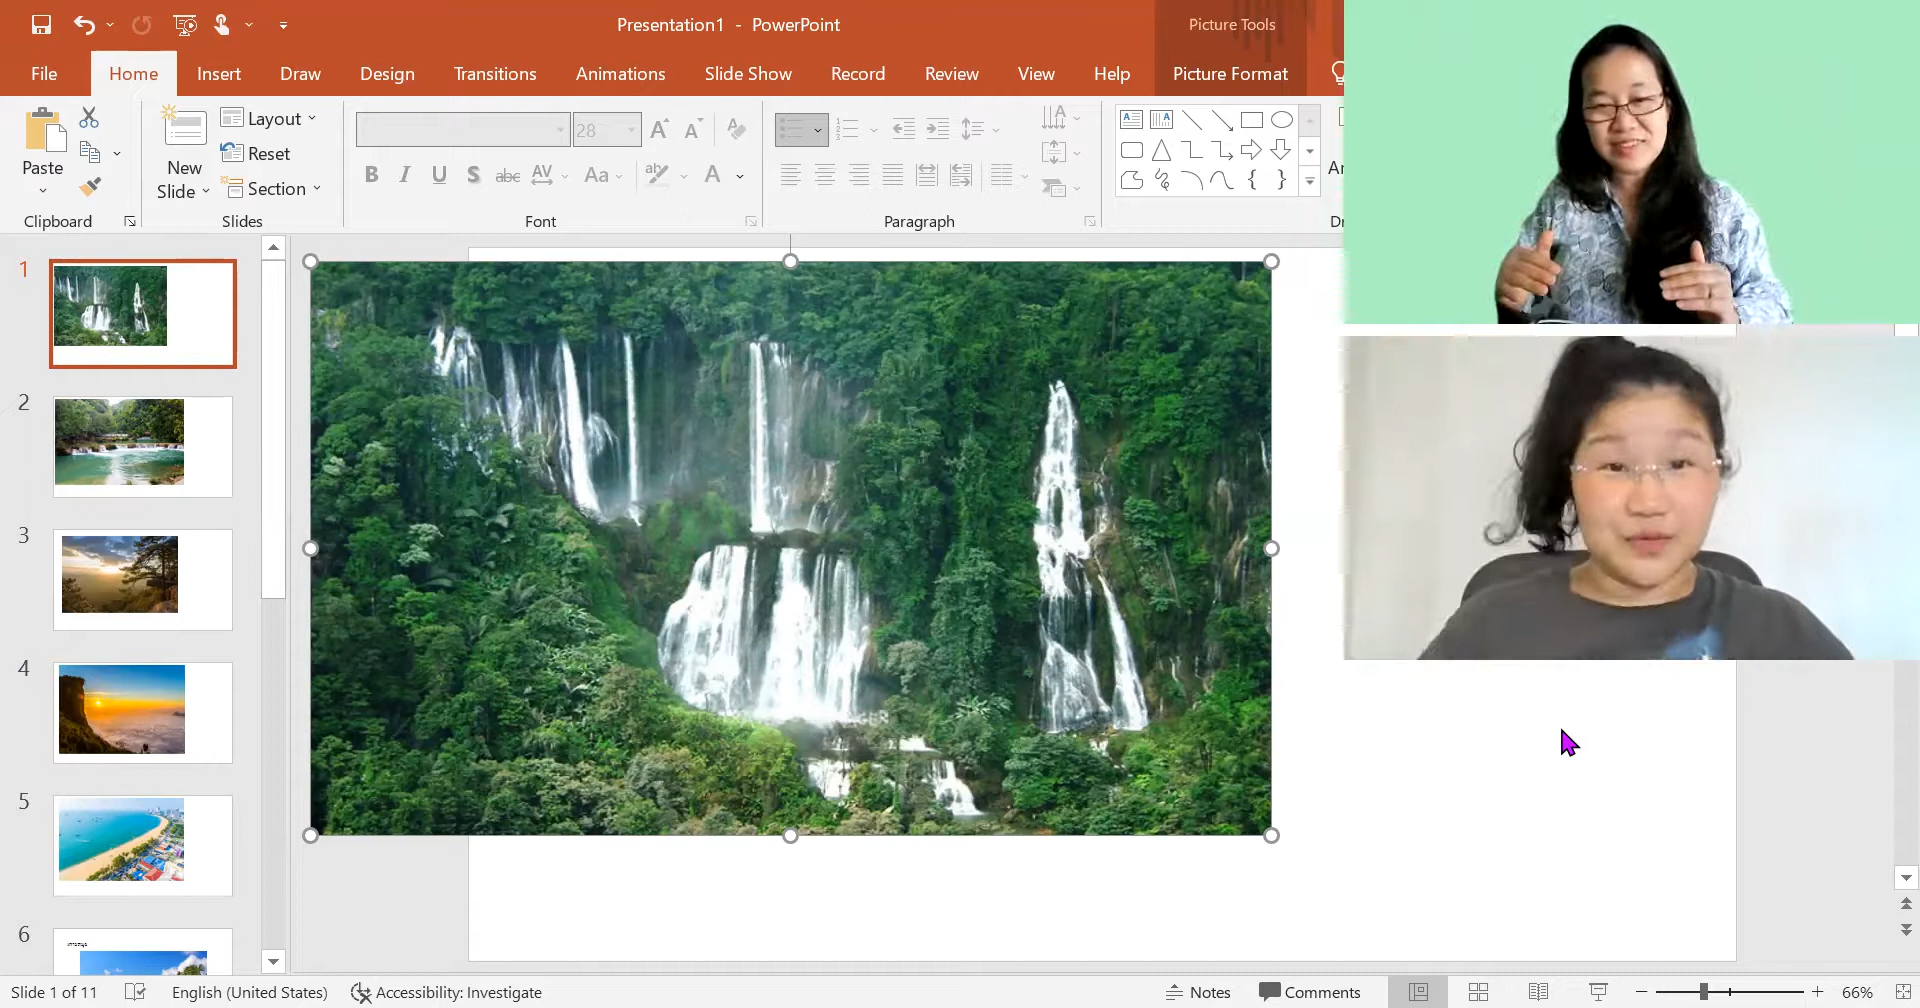 Presentation1 - PowerPoint
Picture Tools
File Home Insert Draw Design Transitions Animations Slide Show Record Review View Help Picture Format
Paste
New Slide
Layout
Reset
Section
28
Clipboard Slides Font Paragraph
1
2
3
4
5
6
Slide 1 of 11 English (United States) Accessibility: Investigate Notes Comments 66%